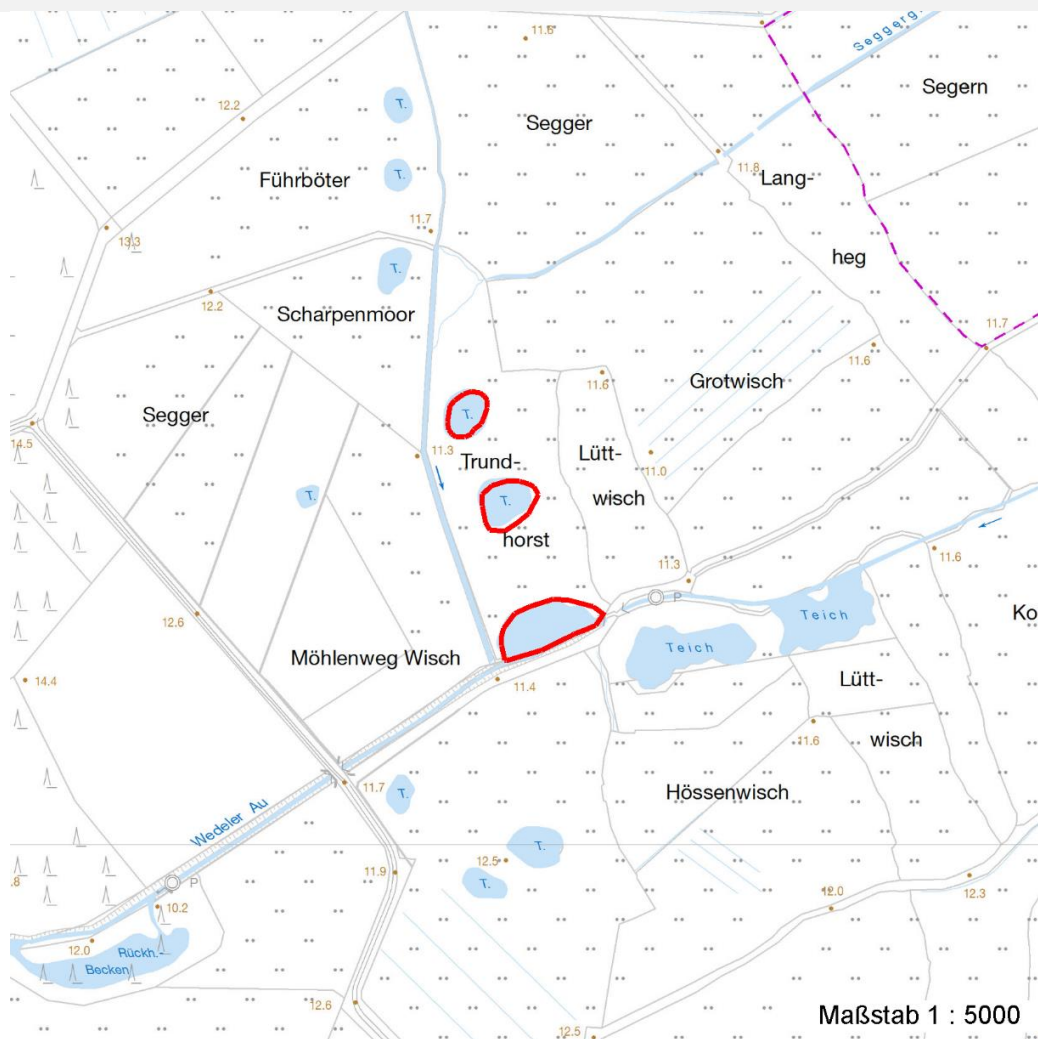 11.6
Seggerg
Segern
T.
12.2
Segger
11.8
Lang-
Führböter
T.
11.7
13.3
heg
T.
12.2
Scharpenmoor
11.7
11.6
11.6
Grotwisch
Segger
T.
14.5
11.3
Trund-
Lütt-
11.0
T.
wisch
T.
horst
11.6
11.3
P
12.6
Ko
Teich
Teich
Möhlenweg Wisch
14.4
11.4
Lütt-
11.6
wisch
11.7
T.
Hössenwisch
Wedeler Au
T.
12.5
11.9
T.
P
.8
12.3
12.0
10.2
12.0
Rückh.-
Becken
12.6
Maßstab 1 : 5000
12.5